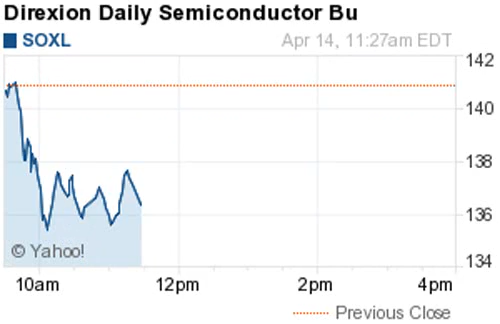 Direxion Daily Semiconductor Bu
SOXL Apr 14, 11:27am EDT
142
140
138
136
134
© Yahoo!
10am 12pm 2pm 4pm
Previous Close